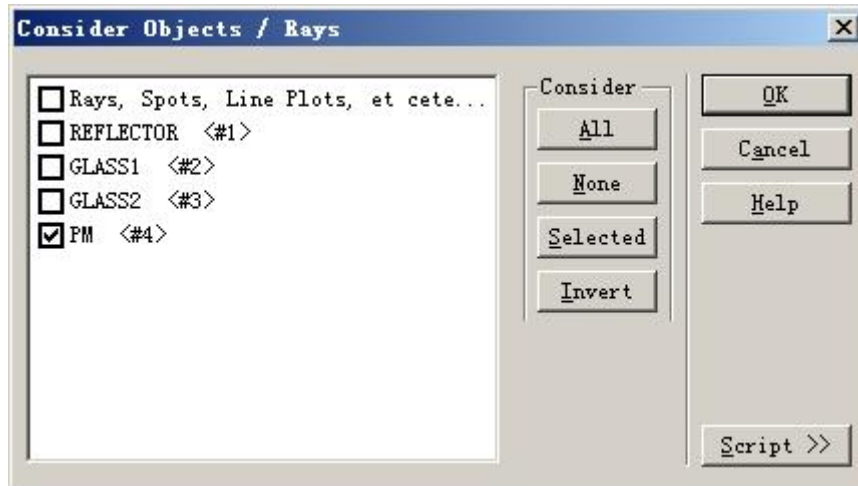 Consider Objects / Rays
Rays, Spots, Line Plots, et cete...
REFLECTOR <#1>
GLASS1 <#2>
GLASS2 <#3>
PM <#4>
Consider
All
None
Selected
Invert
OK
Cancel
Help
Script >>